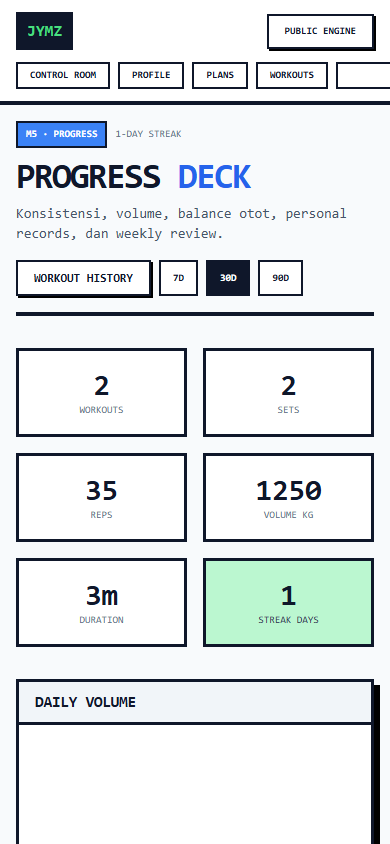 JYMZ
PUBLIC ENGINE
CONTROL ROOM
PROFILE
PLANS
WORKOUTS
M5 · PROGRESS
1-DAY STREAK
PROGRESS DECK
Konsistensi, volume, balance otot, personal
records, dan weekly review.
WORKOUT HISTORY
7D
30D
90D
2
WORKOUTS
2
SETS
35
REPS
1250
VOLUME KG
3m
DURATION
1
STREAK DAYS
DAILY VOLUME